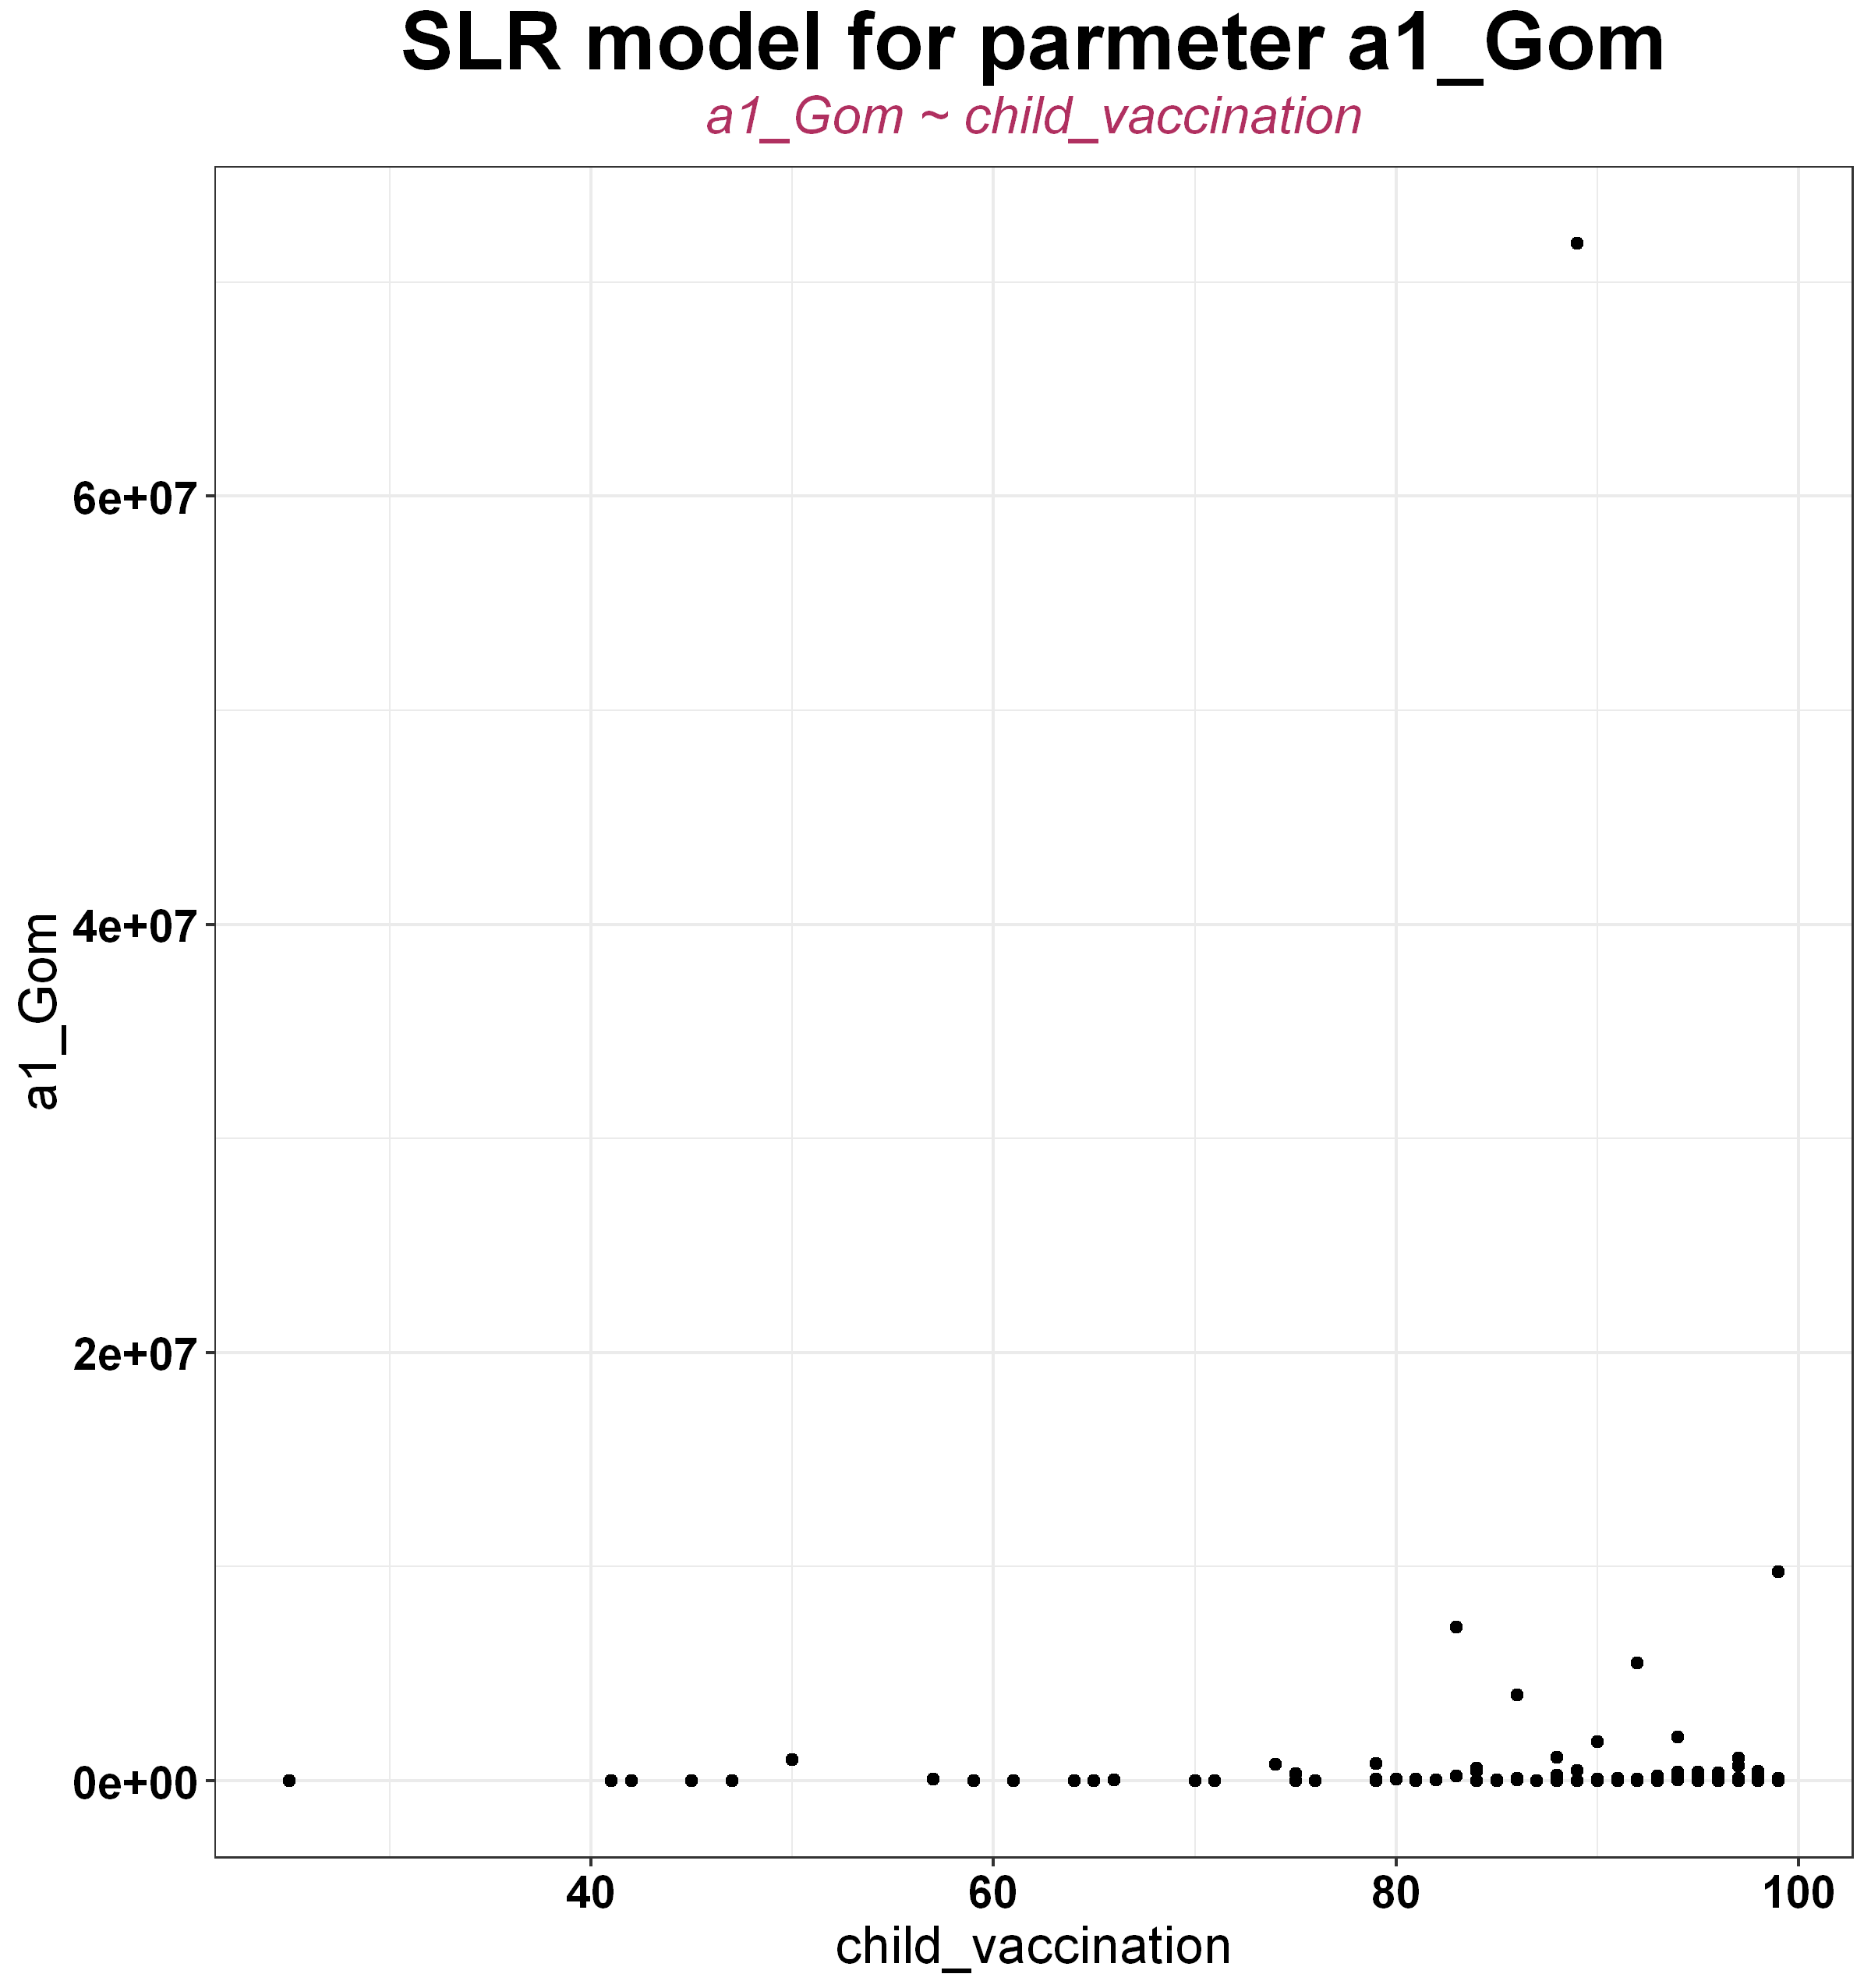 SLR model for parmeter a1_Gom
a1_Gom ~ child_vaccination
6e+07
4e+07
2e+07
0e+00
a1_Gom
40 60 80 100
child_vaccination